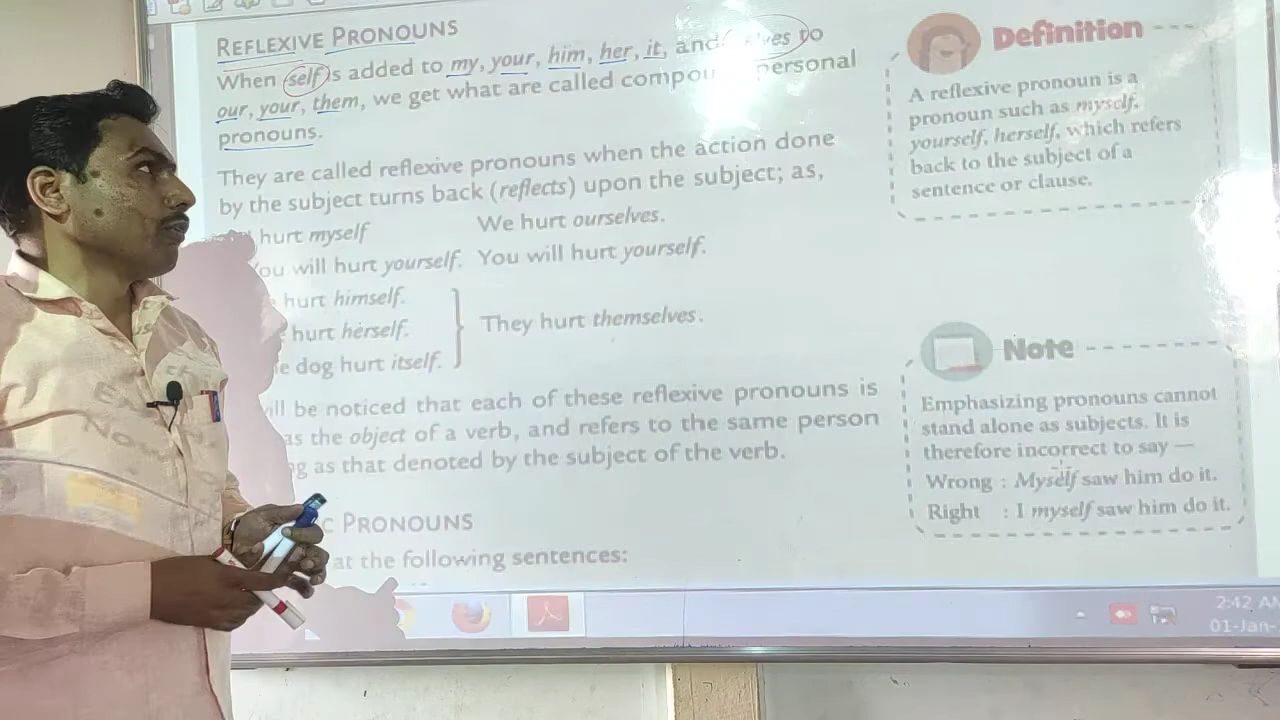 REFLEXIVE PRONOUNS
When self is added to my, your, him, her, it, and selves to
our, your, them, we get what are called compound personal
pronouns.
They are called reflexive pronouns when the action done
by the subject turns back (reflects) upon the subject; as,
hurt myself
We hurt ourselves.
You will hurt yourself.
You will hurt yourself.
hurt himself.
hurt herself.
They hurt themselves.
dog hurt itself.
be noticed that each of these reflexive pronouns is
as the object of a verb, and refers to the same person
as that denoted by the subject of the verb.
PRONOUNS
at the following sentences:
Definition
A reflexive pronoun is a
pronoun such as myself,
yourself, herself, which refers
back to the subject of a
sentence or clause.
Note
Emphasizing pronouns cannot
stand alone as subjects. It is
therefore incorrect to say —
Wrong : Myself saw him do it.
Right : I myself saw him do it.
2:42 AM
01-Jan-